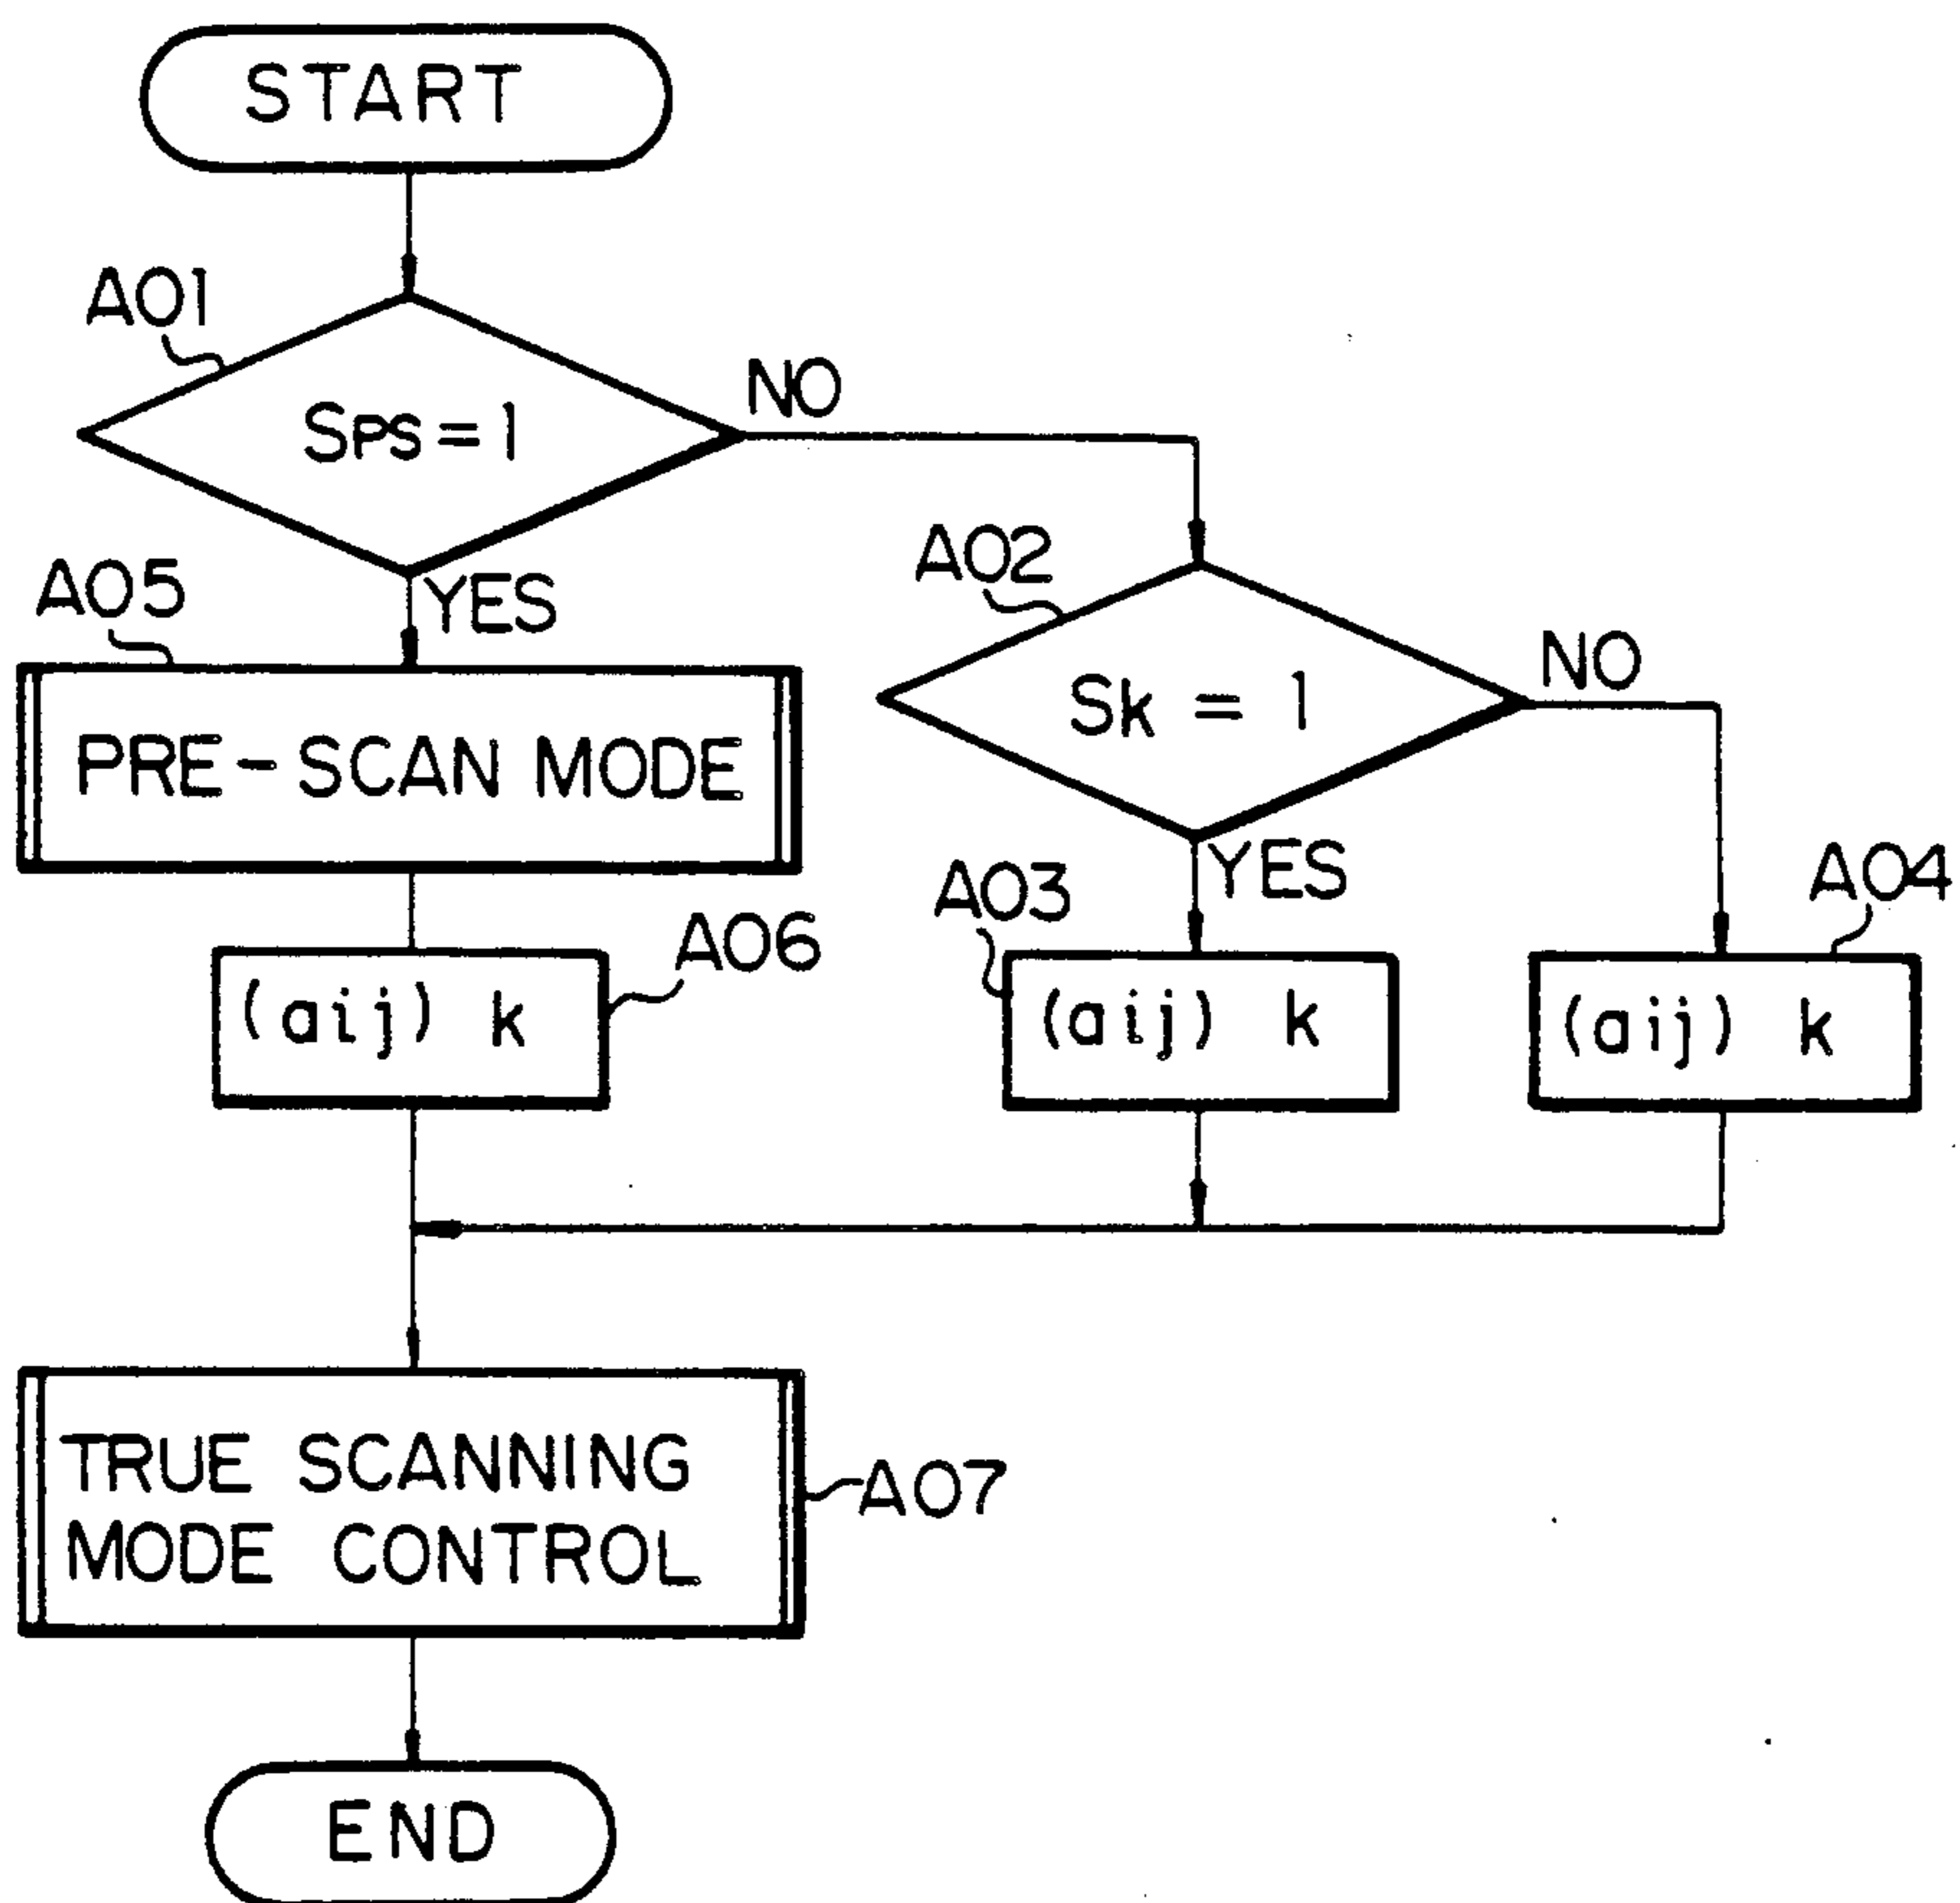 START
A01
SPS = 1
NO
A02
A05
YES
Sk = 1
NO
PRE-SCAN MODE
YES
A03
A04
A06
(aij) k
(aij) k
(aij) k
TRUE SCANNING
MODE CONTROL
A07
END